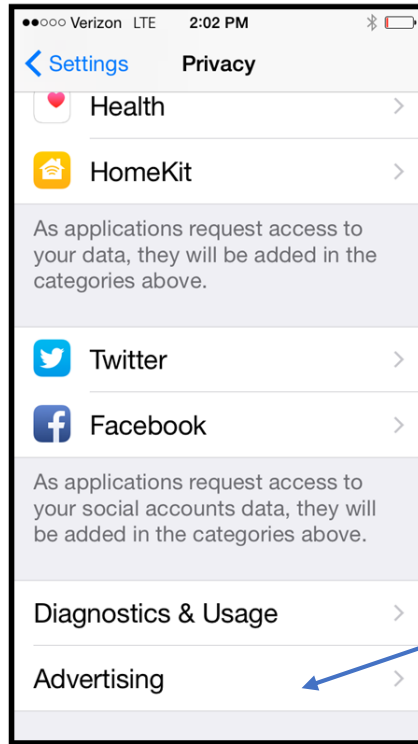 Verizon LTE 2:02 PM
Settings Privacy
Health
HomeKit
As applications request access to
your data, they will be added in the
categories above.
Twitter
Facebook
As applications request access to
your social accounts data, they will
be added in the categories above.
Diagnostics & Usage
Advertising